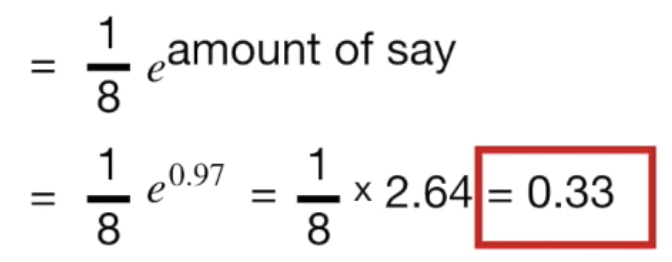 = 1/8 e^amount of say
= 1/8 e^0.97 = 1/8 x 2.64 = 0.33